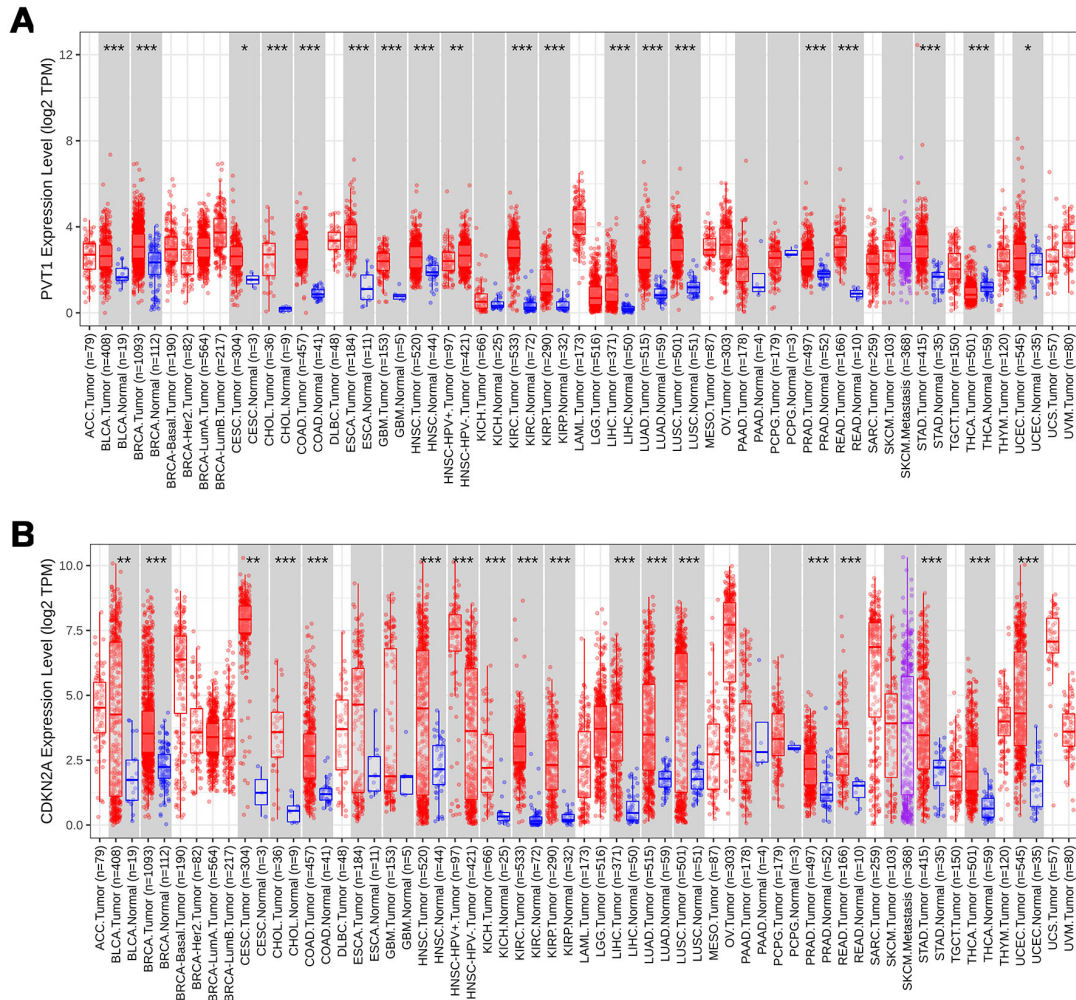 A
PVT1 Expression Level (log2 TPM)
12
8
4
0
*** *** * *** *** *** *** *** ** *** *** *** *** *** *** *** *** *** *
ACC.Tumor (n=79)
BLCA.Tumor (n=408)
BLCA.Normal (n=19)
BRCA.Tumor (n=1093)
BRCA.Normal (n=112)
BRCA-Basal.Tumor (n=190)
BRCA-Her2.Tumor (n=82)
BRCA-LumA.Tumor (n=564)
BRCA-LumB.Tumor (n=217)
CESC.Tumor (n=304)
CESC.Normal (n=3)
CHOL.Tumor (n=36)
CHOL.Normal (n=9)
COAD.Tumor (n=457)
COAD.Normal (n=41)
DLBC.Tumor (n=48)
ESCA.Tumor (n=184)
ESCA.Normal (n=11)
GBM.Tumor (n=153)
GBM.Normal (n=5)
HNSC.Tumor (n=520)
HNSC.Normal (n=44)
HNSC-HPV+.Tumor (n=97)
HNSC-HPV-.Tumor (n=421)
KICH.Tumor (n=66)
KICH.Normal (n=25)
KIRC.Tumor (n=533)
KIRC.Normal (n=72)
KIRP.Tumor (n=290)
KIRP.Normal (n=32)
LAML.Tumor (n=173)
LGG.Tumor (n=516)
LIHC.Tumor (n=371)
LIHC.Normal (n=50)
LUAD.Tumor (n=515)
LUAD.Normal (n=59)
LUSC.Tumor (n=501)
LUSC.Normal (n=51)
MESO.Tumor (n=87)
OV.Tumor (n=303)
PAAD.Tumor (n=178)
PAAD.Normal (n=4)
PCPG.Tumor (n=179)
PCPG.Normal (n=3)
PRAD.Tumor (n=497)
PRAD.Normal (n=52)
READ.Tumor (n=166)
READ.Normal (n=10)
SARC.Tumor (n=259)
SKCM.Tumor (n=103)
SKCM.Metastasis (n=368)
STAD.Tumor (n=415)
STAD.Normal (n=35)
TGCT.Tumor (n=150)
THCA.Tumor (n=501)
THCA.Normal (n=59)
THYM.Tumor (n=120)
UCEC.Tumor (n=545)
UCEC.Normal (n=35)
UCS.Tumor (n=57)
UVM.Tumor (n=80)
B
CDKN2A Expression Level (log2 TPM)
10.0
7.5
5.0
2.5
0.0
** *** ** *** *** *** *** *** *** *** *** *** *** *** *** *** *** ***
ACC.Tumor (n=79)
BLCA.Tumor (n=408)
BLCA.Normal (n=19)
BRCA.Tumor (n=1093)
BRCA.Normal (n=112)
BRCA-Basal.Tumor (n=190)
BRCA-Her2.Tumor (n=82)
BRCA-LumA.Tumor (n=564)
BRCA-LumB.Tumor (n=217)
CESC.Tumor (n=304)
CESC.Normal (n=3)
CHOL.Tumor (n=36)
CHOL.Normal (n=9)
COAD.Tumor (n=457)
COAD.Normal (n=41)
DLBC.Tumor (n=48)
ESCA.Tumor (n=184)
ESCA.Normal (n=11)
GBM.Tumor (n=153)
GBM.Normal (n=5)
HNSC.Tumor (n=520)
HNSC.Normal (n=44)
HNSC-HPV+.Tumor (n=97)
HNSC-HPV-.Tumor (n=421)
KICH.Tumor (n=66)
KICH.Normal (n=25)
KIRC.Tumor (n=533)
KIRC.Normal (n=72)
KIRP.Tumor (n=290)
KIRP.Normal (n=32)
LAML.Tumor (n=173)
LGG.Tumor (n=516)
LIHC.Tumor (n=371)
LIHC.Normal (n=50)
LUAD.Tumor (n=515)
LUAD.Normal (n=59)
LUSC.Tumor (n=501)
LUSC.Normal (n=51)
MESO.Tumor (n=87)
OV.Tumor (n=303)
PAAD.Tumor (n=178)
PAAD.Normal (n=4)
PCPG.Tumor (n=179)
PCPG.Normal (n=3)
PRAD.Tumor (n=497)
PRAD.Normal (n=52)
READ.Tumor (n=166)
READ.Normal (n=10)
SARC.Tumor (n=259)
SKCM.Tumor (n=103)
SKCM.Metastasis (n=368)
STAD.Tumor (n=415)
STAD.Normal (n=35)
TGCT.Tumor (n=150)
THCA.Tumor (n=501)
THCA.Normal (n=59)
THYM.Tumor (n=120)
UCEC.Tumor (n=545)
UCEC.Normal (n=35)
UCS.Tumor (n=57)
UVM.Tumor (n=80)